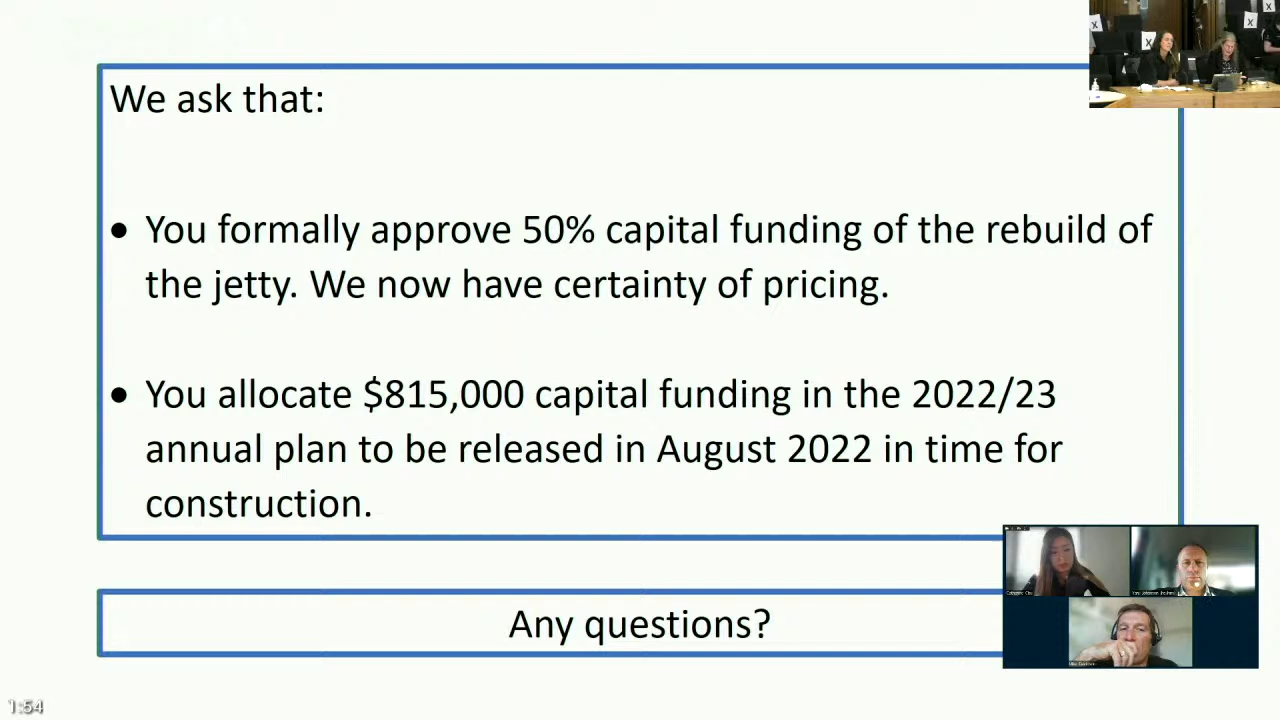 We ask that:
• You formally approve 50% capital funding of the rebuild of
the jetty. We now have certainty of pricing.
• You allocate $815,000 capital funding in the 2022/23
annual plan to be released in August 2022 in time for
construction.
Any questions?
X
X
X
X
1:54